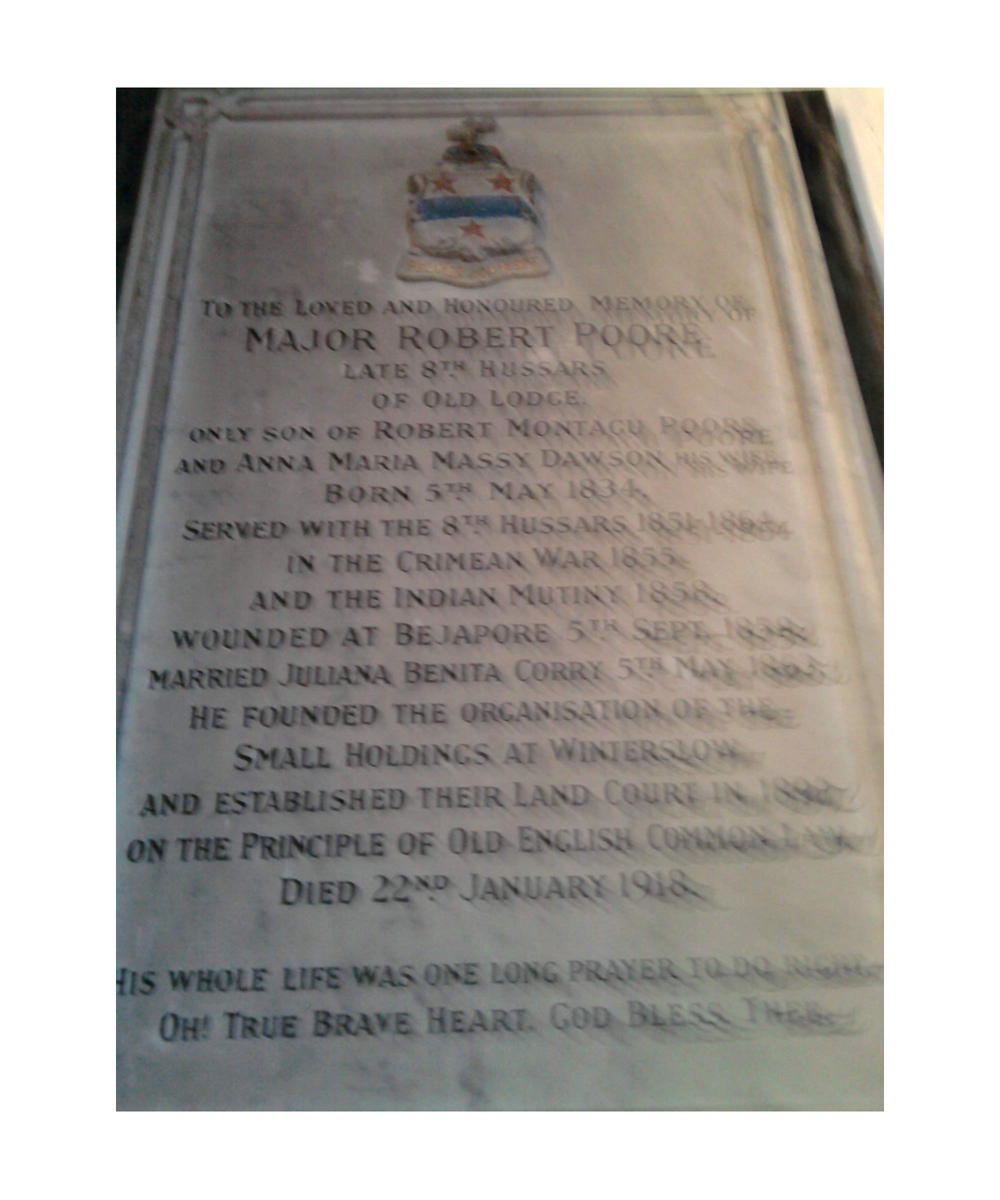 TO THE LOVED AND HONOURED MEMORY OF
MAJOR ROBERT POORE
LATE 8TH HUSSARS
OF OLD LODGE.
ONLY SON OF ROBERT MONTAGU POORE
AND ANNA MARIA MASSY DAWSON HIS WIFE
BORN 5TH MAY 1834.
SERVED WITH THE 8TH HUSSARS 1851-1864
IN THE CRIMEAN WAR 1855.
AND THE INDIAN MUTINY 1858.
WOUNDED AT BEJAPORE 5TH SEPT. 1858.
MARRIED JULIANA BENITA CORRY 5TH MAY 1863.
HE FOUNDED THE ORGANISATION OF THE
SMALL HOLDINGS AT WINTERSLOW
AND ESTABLISHED THEIR LAND COURT IN 1892
ON THE PRINCIPLE OF OLD ENGLISH COMMON LAW.
DIED 22ND JANUARY 1918.
HIS WHOLE LIFE WAS ONE LONG PRAYER TO DO RIGHT.
OH! TRUE BRAVE HEART. GOD BLESS THEE.